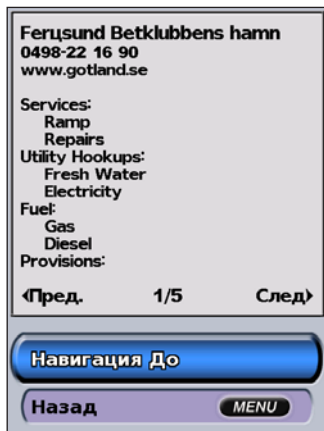 Ferцsund Betklubbens hamn
0498-22 16 90
www.gotland.se
Services:
Ramp
Repairs
Utility Hookups:
Fresh Water
Electricity
Fuel:
Gas
Diesel
Provisions:
Пред. 1/5 След
Навигация До
Назад MENU